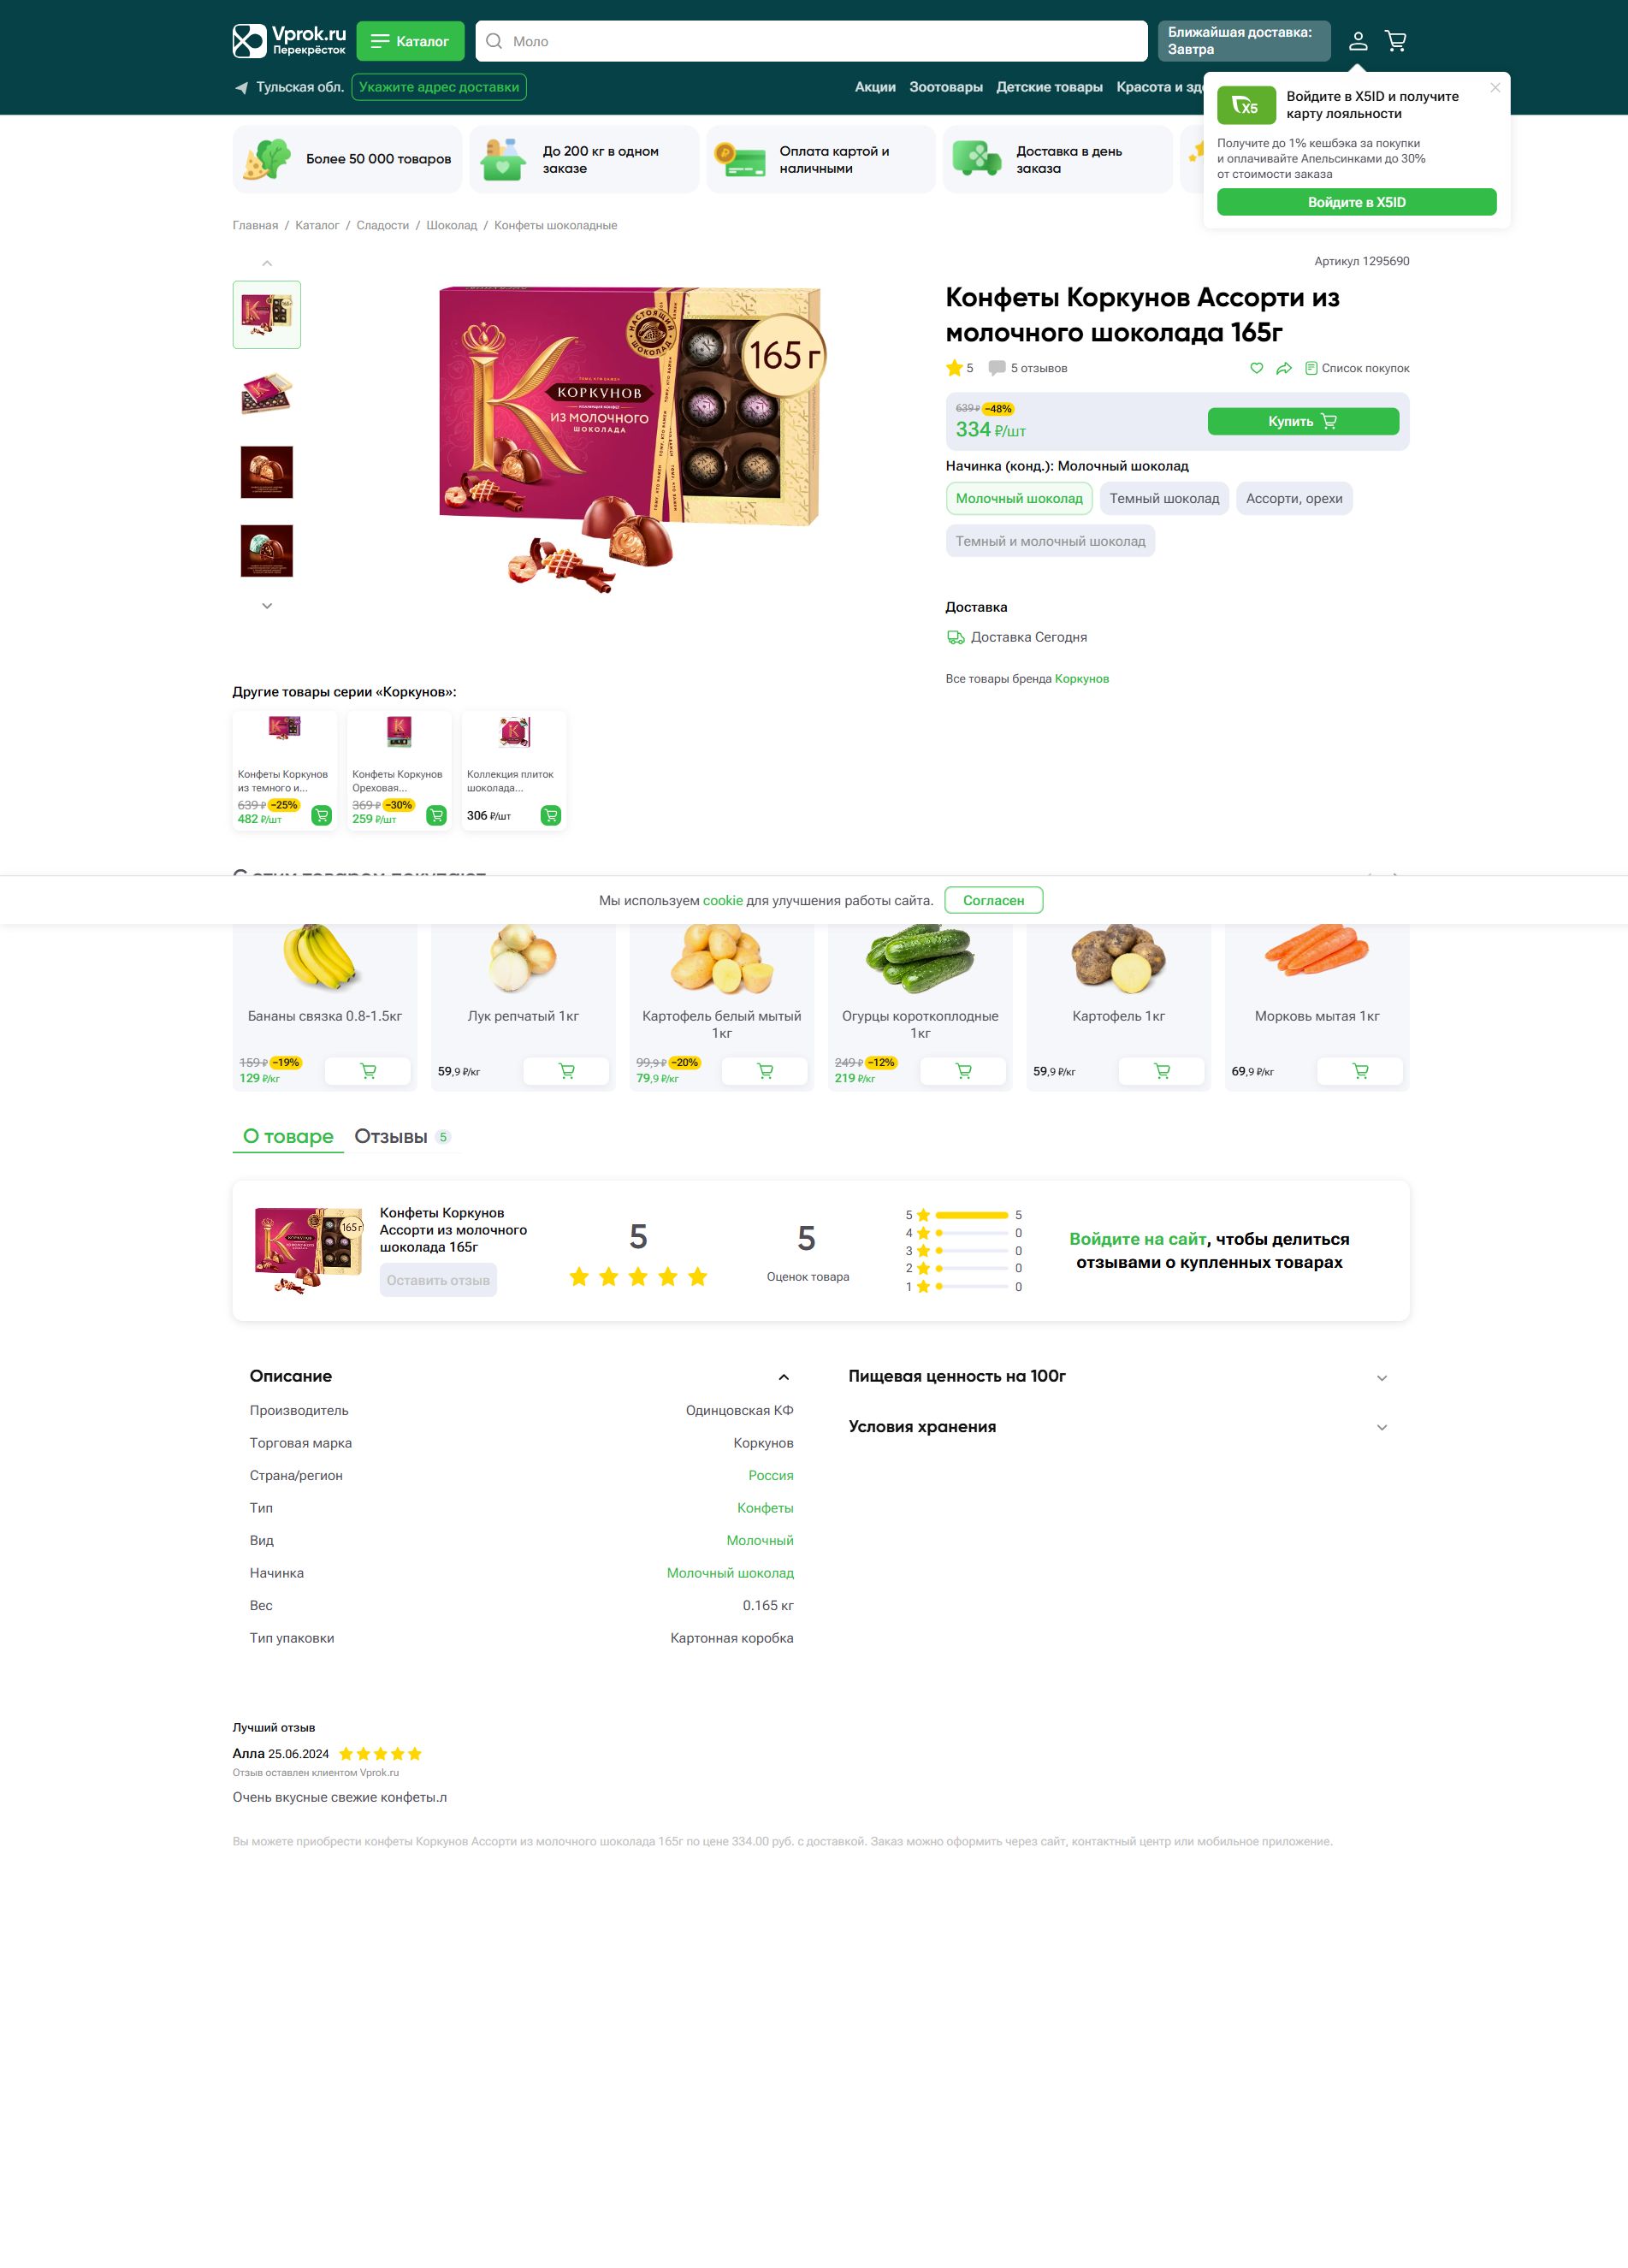 Vprok.ru
Перекрёсток
Каталог
Моло
Ближайшая доставка:
Завтра
Тульская обл.
Укажите адрес доставки
Акции
Зоотовары
Детские товары
Красота и
Войдите в X5ID и получите
карту лояльности
X5
Получите до 1% кешбэка за покупки
и оплачивайте Апельсинками до 30%
от стоимости заказа
Войдите в X5ID
Более 50 000 товаров
До 200 кг в одном
заказе
Оплата картой и
наличными
Доставка в день
заказа
Главная / Каталог / Сладости / Шоколад / Конфеты шоколадные
Артикул 1295690
НАСТОЯЩИЙ
ШОКОЛАД
165 г
КОРКУНОВ
ИЗ МОЛОЧНОГО
ШОКОЛАДА
Конфеты Коркунов Ассорти из
молочного шоколада 165г
5
5 отзывов
Список покупок
639 ₽ −48%
334 ₽/шт
Купить
Начинка (конд.): Молочный шоколад
Молочный шоколад
Темный шоколад
Ассорти, орехи
Темный и молочный шоколад
Доставка
Доставка Сегодня
Все товары бренда Коркунов
Другие товары серии «Коркунов»:
Конфеты Коркунов
из темного и...
639 ₽ −25%
482 ₽/шт
Конфеты Коркунов
Ореховая...
369 ₽ −30%
259 ₽/шт
Коллекция плиток
шоколада...
306 ₽/шт
С этим товаром покупают
Мы используем cookie для улучшения работы сайта.
Согласен
Бананы связка 0.8-1.5кг
159 ₽ −19%
129 ₽/кг
Лук репчатый 1кг
59,9 ₽/кг
Картофель белый мытый
1кг
99,9 ₽ −20%
79,9 ₽/кг
Огурцы короткоплодные
1кг
249 ₽ −12%
219 ₽/кг
Картофель 1кг
59,9 ₽/кг
Морковь мытая 1кг
69,9 ₽/кг
О товаре
Отзывы 5
165 г
Конфеты Коркунов
Ассорти из молочного
шоколада 165г
Оставить отзыв
5
5
Оценок товара
5 5
4 0
3 0
2 0
1 0
Войдите на сайт, чтобы делиться
отзывами о купленных товарах
Описание
Производитель Одинцовская КФ
Торговая марка Коркунов
Страна/регион Россия
Тип Конфеты
Вид Молочный
Начинка Молочный шоколад
Вес 0.165 кг
Тип упаковки Картонная коробка
Пищевая ценность на 100г
Условия хранения
Лучший отзыв
Алла 25.06.2024
Отзыв оставлен клиентом Vprok.ru
Очень вкусные свежие конфеты.л
Вы можете приобрести конфеты Коркунов Ассорти из молочного шоколада 165г по цене 334.00 руб. с доставкой. Заказ можно оформить через сайт, контактный центр или мобильное приложение.